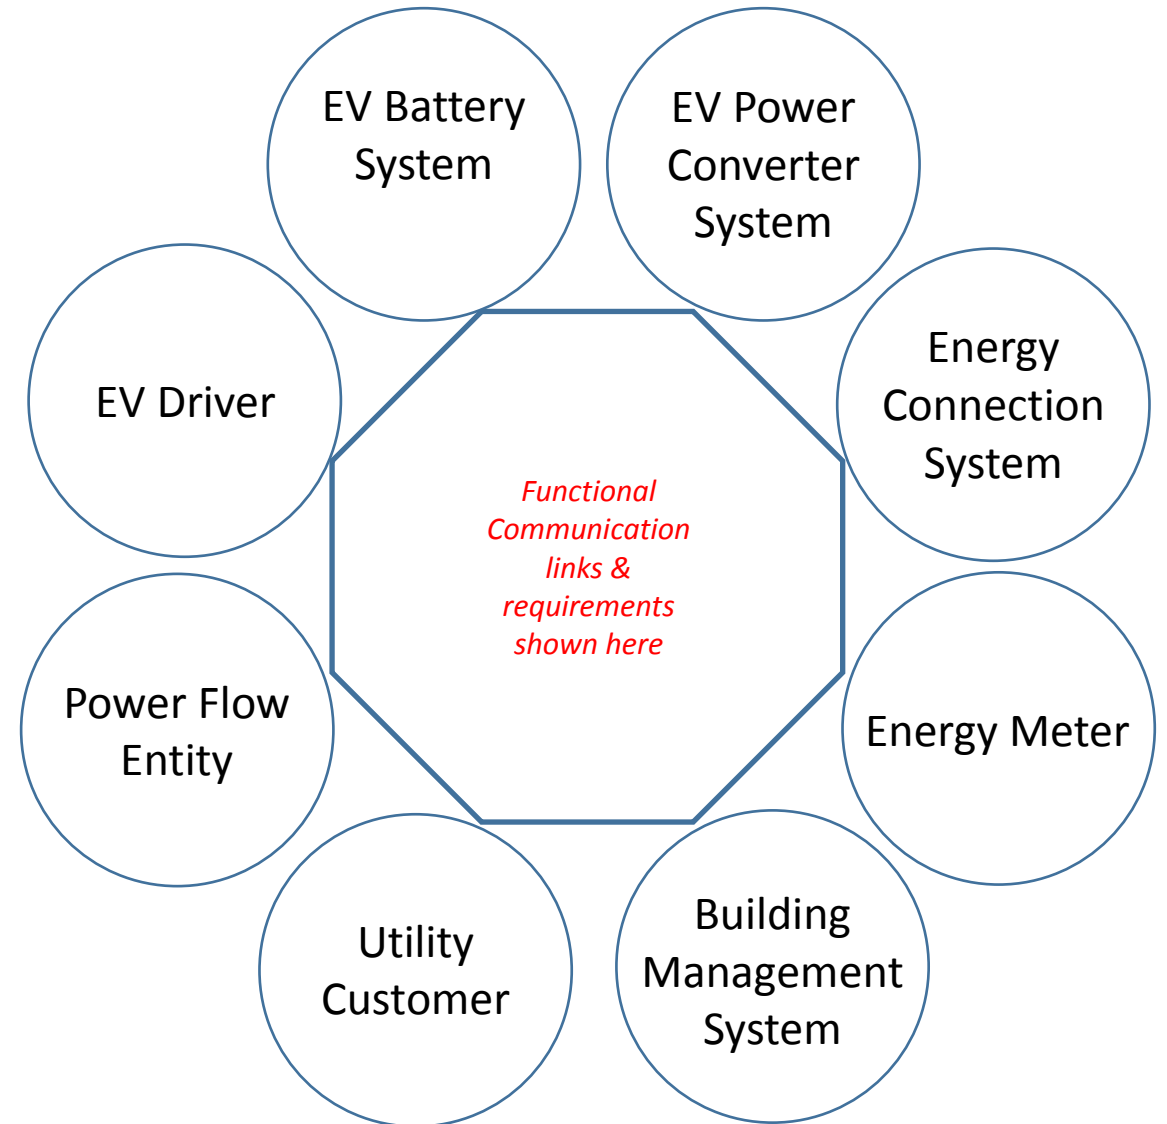 EV Battery
System
EV Power
Converter
System
Energy
Connection
System
EV Driver
Functional
Communication
links &
requirements
shown here
Power Flow
Entity
Energy Meter
Utility
Customer
Building
Management
System